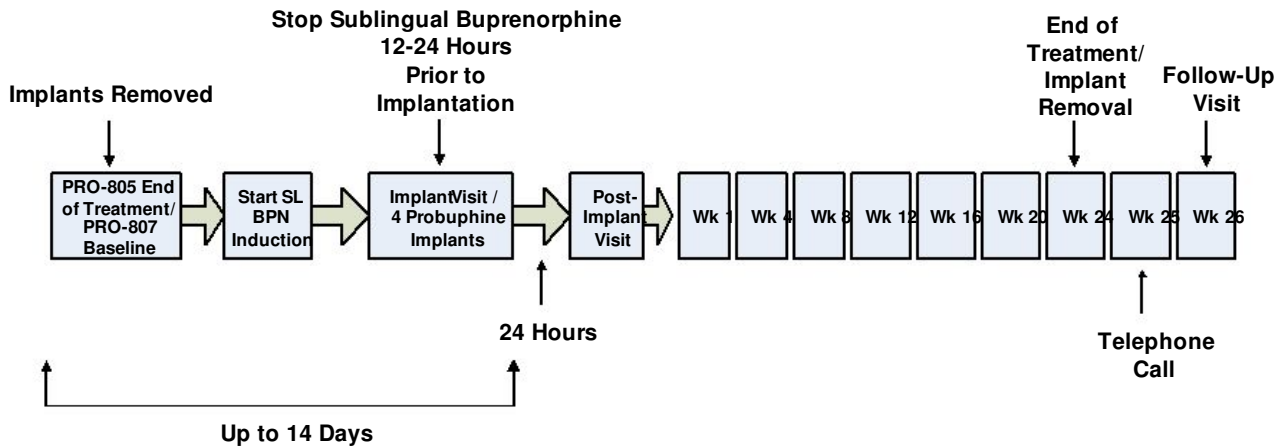 Stop Sublingual Buprenorphine
12-24 Hours
Prior to
Implantation
Implants Removed
End of
Treatment/
Implant
Removal
Follow-Up
Visit
PRO-805 End
of Treatment/
PRO-807
Baseline
Start SL
BPN
Induction
ImplantVisit /
4 Probuphine
Implants
Post-
Implant
Visit
Wk 1
Wk 4
Wk 8
Wk 12
Wk 16
Wk 20
Wk 24
Wk 25
Wk 26
24 Hours
Telephone
Call
Up to 14 Days